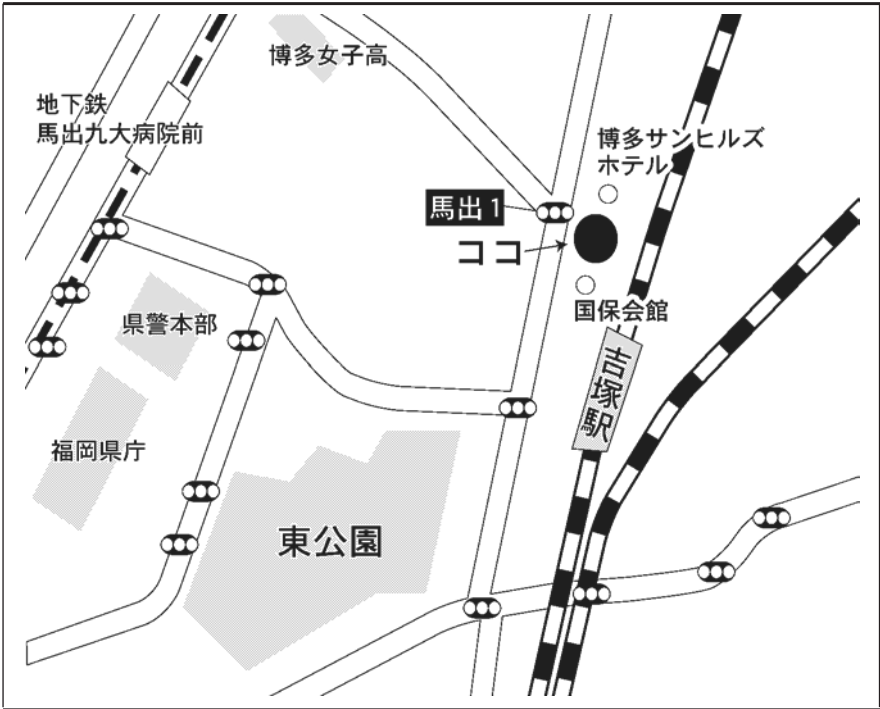 博多女子高
地下鉄
馬出九大病院前
博多サンヒルズ
ホテル
馬出1
ココ
国保会館
県警本部
吉塚駅
福岡県庁
東公園